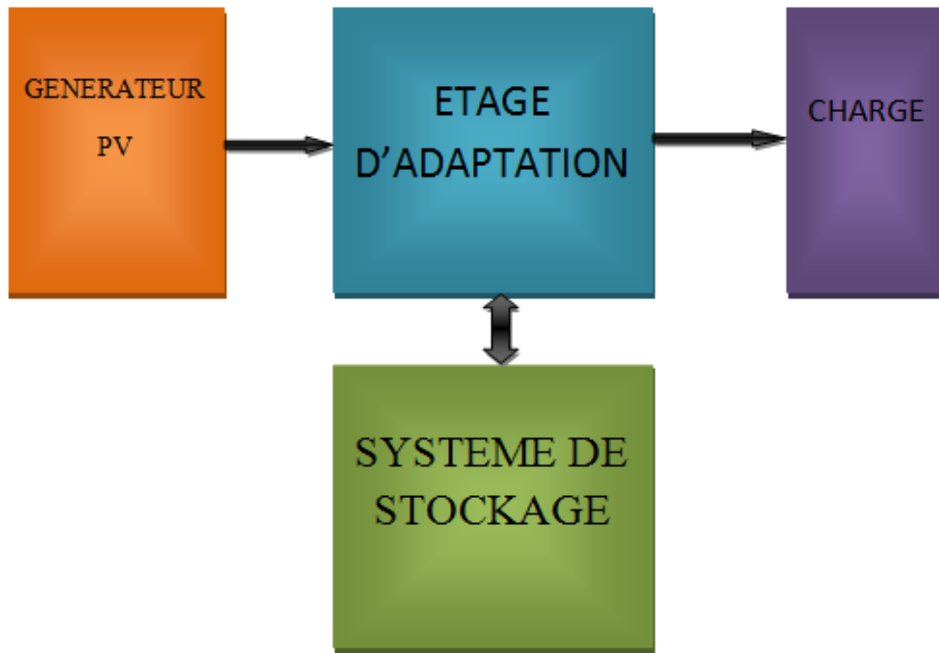 GENERATEUR
PV
ETAGE
D’ADAPTATION
CHARGE
SYSTEME DE
STOCKAGE